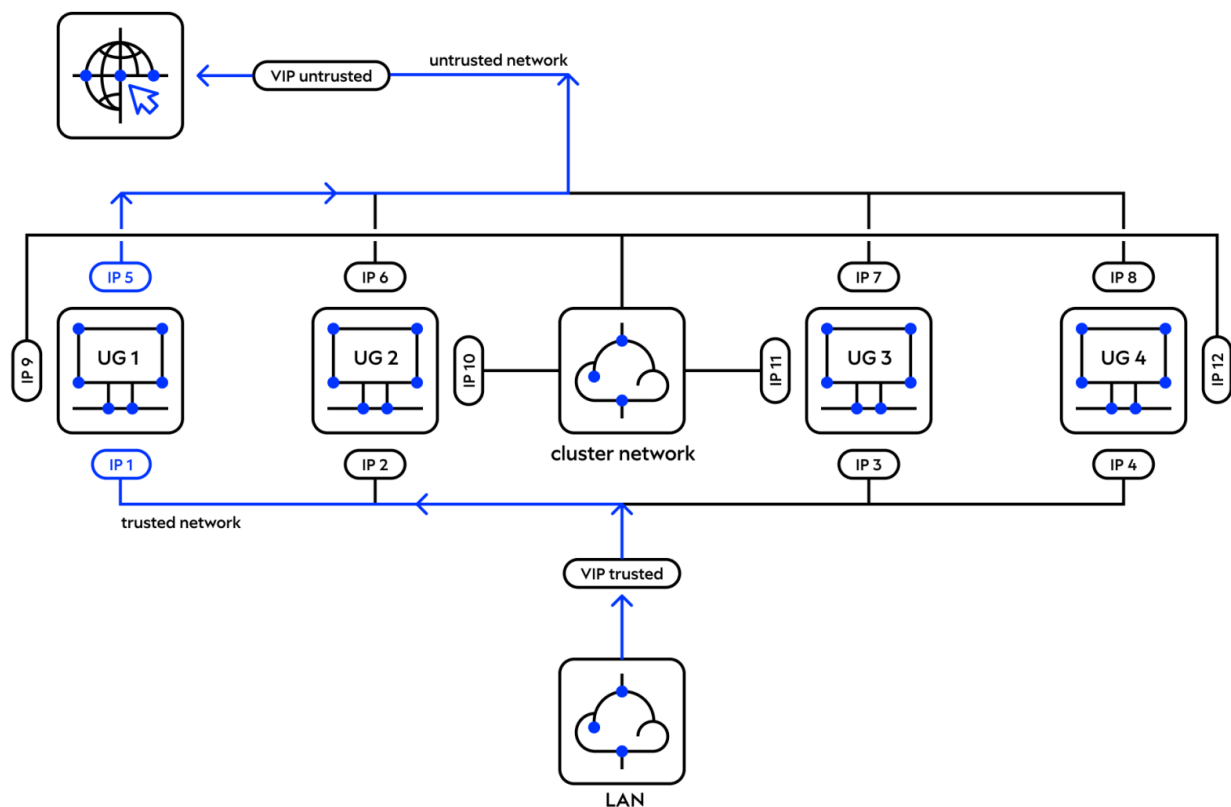 untrusted network
VIP untrusted
IP 5
IP 6
IP 7
IP 8
IP 9
UG 1
UG 2
IP 10
IP 11
UG 3
UG 4
IP 12
cluster network
IP 1
IP 2
IP 3
IP 4
trusted network
VIP trusted
LAN